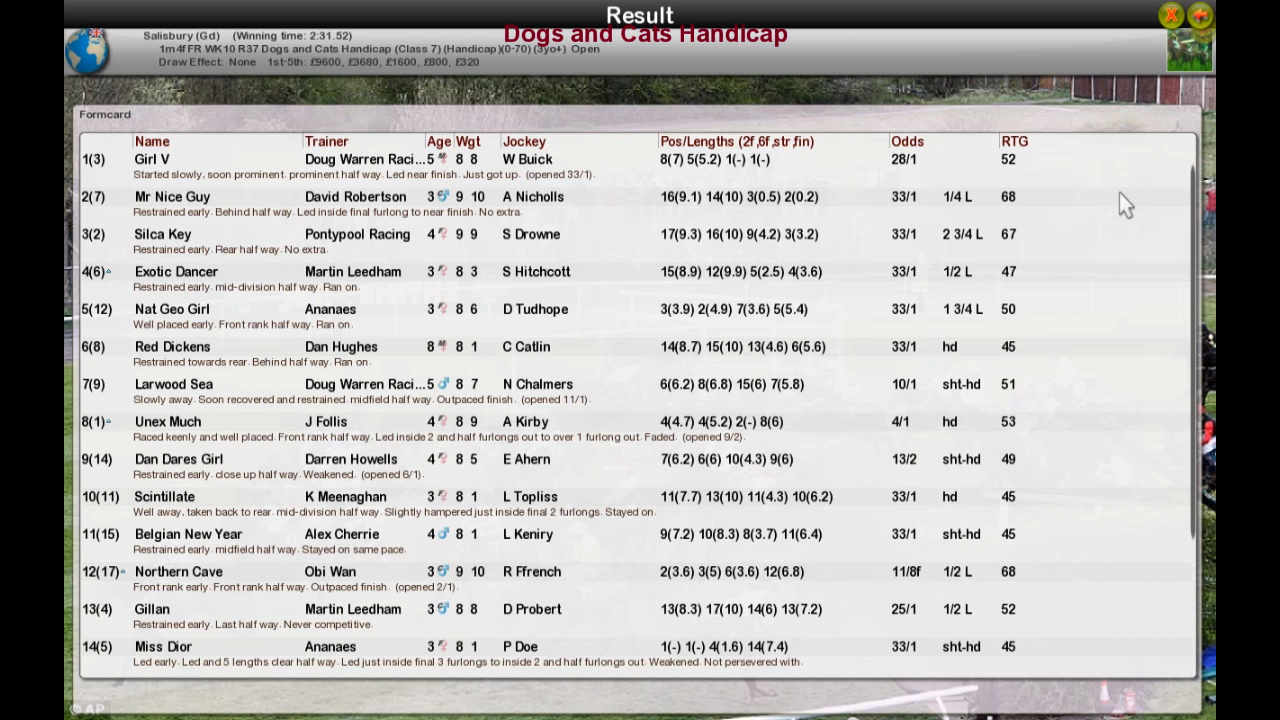 Result
Dogs and Cats Handicap
Salisbury (Gd) (Winning time: 2:31.52)
1m4f FR WK10 R37 Dogs and Cats Handicap (Class 7) (Handicap)(0-70) (3yo+) Open
Draw Effect: None 1st-5th: £9600, £3680, £1600, £800, £320
Formcard
Name Trainer Age Wgt Jockey Pos/Lengths (2f,6f,str,fin) Odds RTG
1(3) Girl V Doug Warren Raci... 5 8 8 W Buick 8(7) 5(5.2) 1(-) 1(-) 28/1 52
Started slowly, soon prominent. prominent half way. Led near finish. Just got up. (opened 33/1).
2(7) Mr Nice Guy David Robertson 3 9 10 A Nicholls 16(9.1) 14(10) 3(0.5) 2(0.2) 33/1 1/4 L 68
Restrained early. Behind half way. Led inside final furlong to near finish. No extra.
3(2) Silca Key Pontypool Racing 4 9 9 S Drowne 17(9.3) 16(10) 9(4.2) 3(3.2) 33/1 2 3/4 L 67
Restrained early. Rear half way. No extra.
4(6) Exotic Dancer Martin Leedham 3 8 3 S Hitchcott 15(8.9) 12(9.9) 5(2.5) 4(3.6) 33/1 1/2 L 47
Restrained early. mid-division half way. Ran on.
5(12) Nat Geo Girl Ananaes 3 8 6 D Tudhope 3(3.9) 2(4.9) 7(3.6) 5(5.4) 33/1 1 3/4 L 50
Well placed early. Front rank half way. Ran on.
6(8) Red Dickens Dan Hughes 8 8 1 C Catlin 14(8.7) 15(10) 13(4.6) 6(5.6) 33/1 hd 45
Restrained towards rear. Behind half way. Ran on.
7(9) Larwood Sea Doug Warren Raci... 5 8 7 N Chalmers 6(6.2) 8(6.8) 15(6) 7(5.8) 10/1 sht-hd 51
Slowly away. Soon recovered and restrained. midfield half way. Outpaced finish. (opened 11/1).
8(1) Unex Much J Follis 4 8 9 A Kirby 4(4.7) 4(5.2) 2(-) 8(6) 4/1 hd 53
Raced keenly and well placed. Front rank half way. Led inside 2 and half furlongs out to over 1 furlong out. Faded. (opened 9/2).
9(14) Dan Dares Girl Darren Howells 4 8 5 E Ahern 7(6.2) 6(6) 10(4.3) 9(6) 13/2 sht-hd 49
Restrained early. close up half way. Weakened. (opened 6/1).
10(11) Scintillate K Meenaghan 3 8 1 L Topliss 11(7.7) 13(10) 11(4.3) 10(6.2) 33/1 hd 45
Well away, taken back to rear. mid-division half way. Slightly hampered just inside final 2 furlongs. Stayed on.
11(15) Belgian New Year Alex Cherrie 4 8 1 L Keniry 9(7.2) 10(8.3) 8(3.7) 11(6.4) 33/1 sht-hd 45
Restrained early. midfield half way. Stayed on same pace.
12(17) Northern Cave Obi Wan 3 9 10 R Ffrench 2(3.6) 3(5) 6(3.6) 12(6.8) 11/8f 1/2 L 68
Front rank early. Front rank half way. Outpaced finish. (opened 2/1).
13(4) Gillan Martin Leedham 3 8 8 D Probert 13(8.3) 17(10) 14(6) 13(7.2) 25/1 1/2 L 52
Restrained early. Last half way. Never competitive.
14(5) Miss Dior Ananaes 3 8 1 P Doe 1(-) 1(-) 4(1.6) 14(7.4) 33/1 sht-hd 45
Led early. Led and 5 lengths clear half way. Led just inside final 3 furlongs to inside 2 and half furlongs out. Weakened. Not persevered with.
© AP